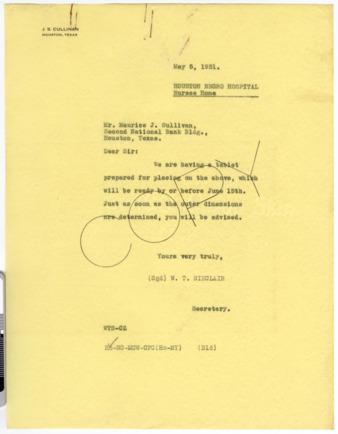 J. S. CULLINAN
HOUSTON, TEXAS
May 5, 1931.
HOUSTON NEGRO HOSPITAL
Nurses Home
Mr. Maurice J. Sullivan,
Second National Bank Bldg.,
Houston, Texas.
Dear Sir:
We are having a tablet
prepared for placing on the above, which
will be ready by or before June 15th.
Just as soon as the outer dimensions
are determined, you will be advised.
Yours very truly,
(Sgd) W. T. SINCLAIR
Secretary.
WTS-CZ
COPY